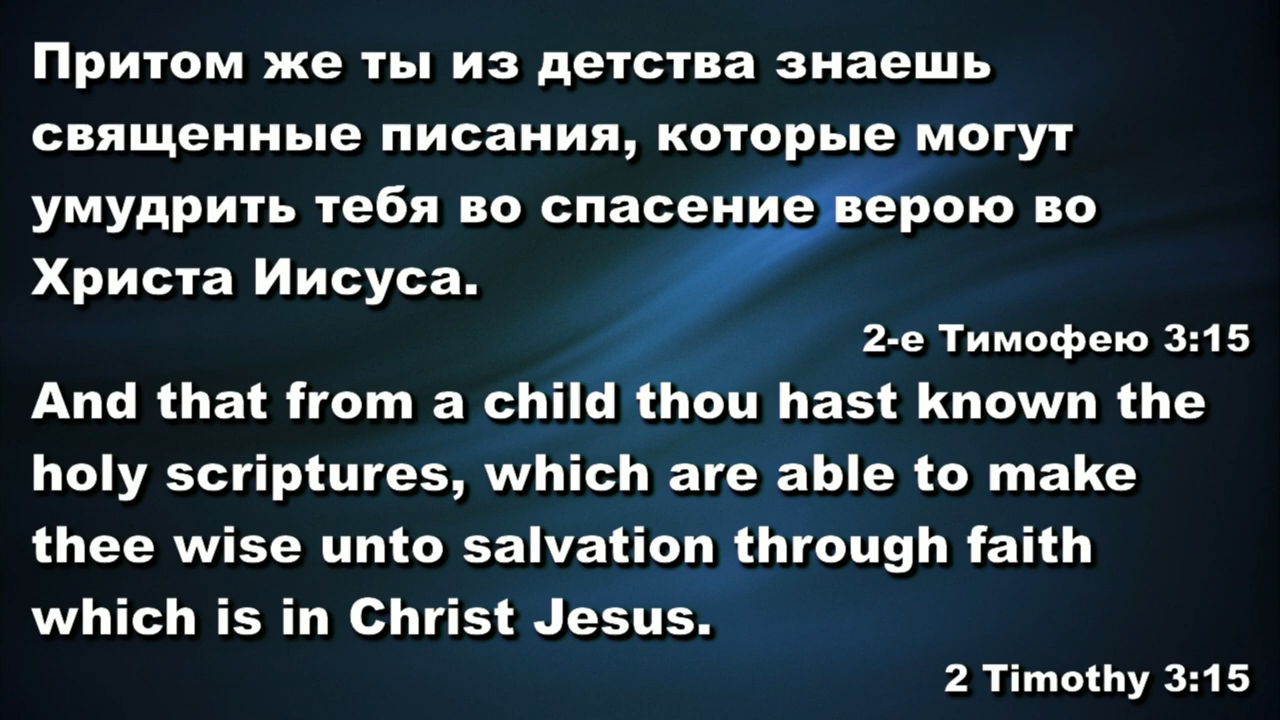 Притом же ты из детства знаешь
священные писания, которые могут
умудрить тебя во спасение верою во
Христа Иисуса.
2-е Тимофею 3:15
And that from a child thou hast known the
holy scriptures, which are able to make
thee wise unto salvation through faith
which is in Christ Jesus.
2 Timothy 3:15